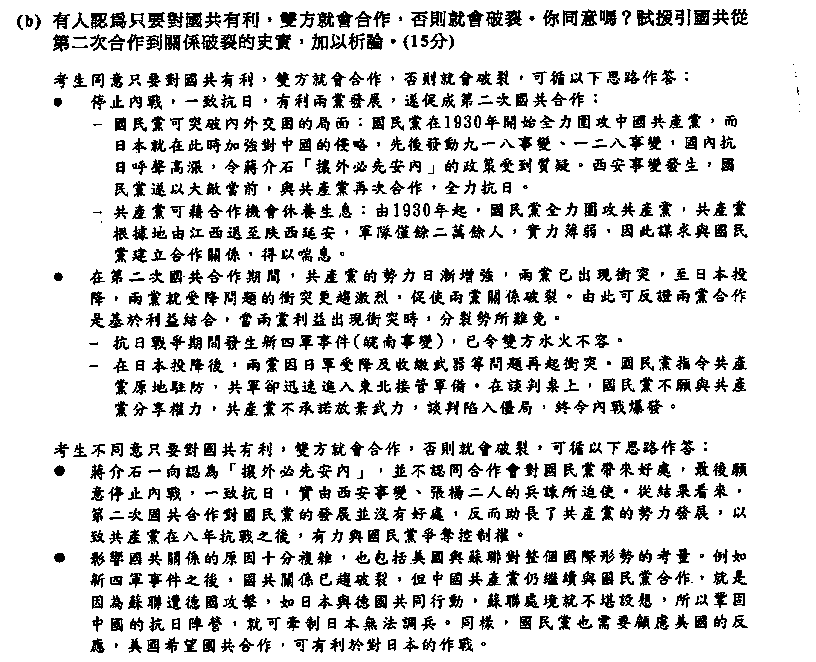 (b) 有人認爲只要對國共有利，雙方就會合作，否則就會破裂。你同意嗎？試援引國共從
第二次合作到關係破裂的史實，加以析論。(15分)
考生同意只要對國共有利，雙方就會合作，否則就會破裂，可循以下思路作答：
● 停止內戰，一致抗日，有利兩黨發展，遂促成第二次國共合作：
– 國民黨可突破內外交困的局面：國民黨在1930年開始全力圍攻中國共產黨，而
日本就在此時加強對中國的侵略，先後發動九一八事變、一二八事變，國內抗
日呼聲高漲，令蔣介石「攘外必先安內」的政策受到質疑。西安事變發生，國
民黨遂以大敵當前，與共產黨再次合作，全力抗日。
– 共產黨可藉合作機會休養生息：由1930年起，國民黨全力圍攻共產黨，共產黨
根據地由江西退至陝西延安，軍隊僅餘二萬餘人，實力薄弱，因此謀求與國民
黨建立合作關係，得以喘息。
● 在第二次國共合作期間，共產黨的勢力日漸增強，兩黨已出現衝突，至日本投
降，兩黨就受降問題的衝突更趨激烈，促使兩黨關係破裂。由此可反證兩黨合作
是基於利益結合，當兩黨利益出現衝突時，分裂勢所難免。
– 抗日戰爭期間發生新四軍事件(皖南事變)，已令雙方水火不容。
– 在日本投降後，兩黨因日軍受降及收繳武器等問題再起衝突。國民黨指令共產
黨原地駐防，共軍卻迅速進入東北接管軍備。在談判桌上，國民黨不願與共產
黨分享權力，共產黨不承諾放棄武力，談判陷入僵局，終令內戰爆發。
考生不同意只要對國共有利，雙方就會合作，否則就會破裂，可循以下思路作答：
● 蔣介石一向認為「攘外必先安內」，並不認同合作會對國民黨帶來好處，最後願
意停止內戰，一致抗日，實由西安事變、張楊二人的兵諫所迫使。從結果看來，
第二次國共合作對國民黨的發展並沒有好處，反而助長了共產黨的勢力發展，以
致共產黨在八年抗戰之後，有力與國民黨爭奪控制權。
● 影響國共關係的原因十分複雜，也包括美國與蘇聯對整個國際形勢的考量。例如
新四軍事件之後，國共關係已趨破裂，但中國共產黨仍繼續與國民黨合作，就是
因為蘇聯遭德國攻擊，如日本與德國共同行動，蘇聯處境就不堪設想，所以鞏固
中國的抗日陣營，就可牽制日本無法調兵。同樣，國民黨也需要顧慮美國的反
應，美國希望國共合作，可有利於對日本的作戰。